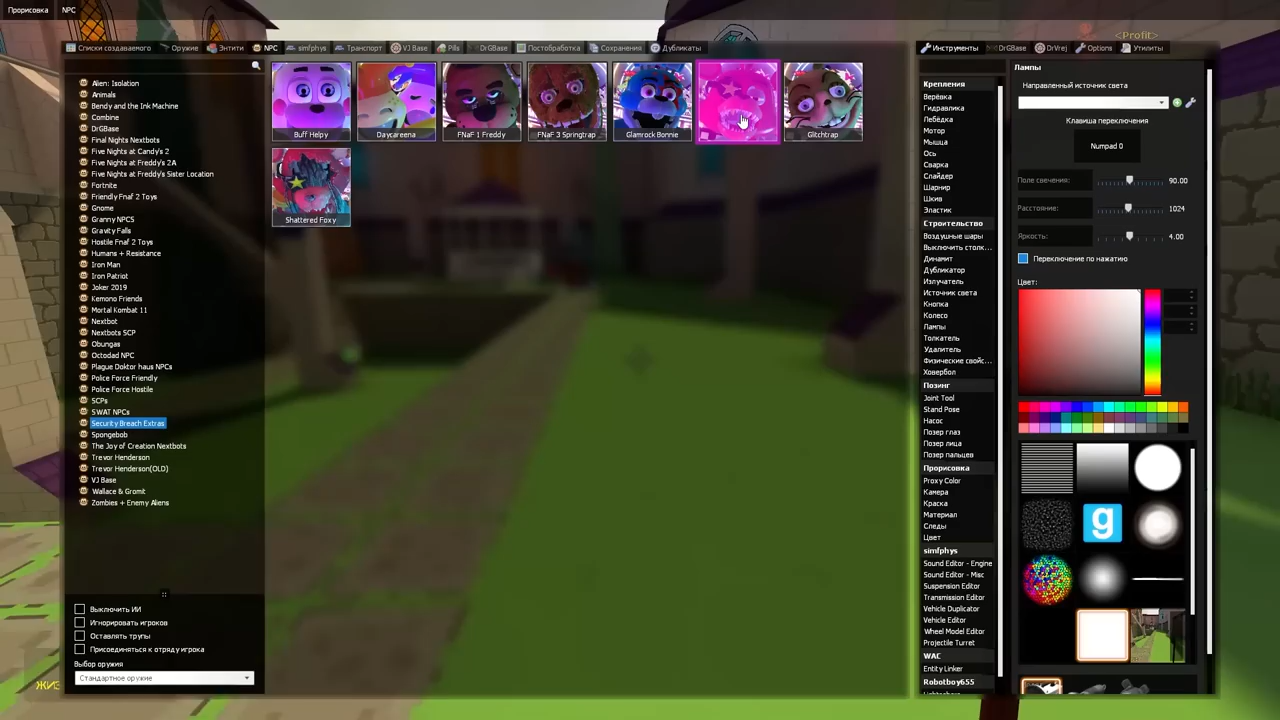 Прорисовка NPC
<Profit>
Списки создаваемого Оружие Энтити NPC simfphys Транспорт VJ Base Pills DrGBase Постобработка Сохранения Дубликаты
Alien: Isolation
Animals
Bendy and the Ink Machine
Combine
DrGBase
Final Nights Nextbots
Five Nights at Candy's 2
Five Nights at Freddy's 2A
Five Nights at Freddy's Sister Location
Fortnite
Friendly Fnaf 2 Toys
Gnome
Granny NPCS
Gravity Falls
Hostile Fnaf 2 Toys
Humans + Resistance
Iron Man
Iron Patriot
Joker 2019
Kemono Friends
Mortal Kombat 11
Nextbot
Nextbots SCP
Obungas
Octodad NPC
Plague Doktor haus NPCs
Police Force Friendly
Police Force Hostile
SCPs
SWAT NPCs
Security Breach Extras
Spongebob
The Joy of Creation Nextbots
Trevor Henderson
Trevor Henderson(OLD)
VJ Base
Wallace & Gromit
Zombies + Enemy Aliens
Выключить ИИ
Игнорировать игроков
Оставлять трупы
Присоединяться к отряду игрока
Выбор оружия
Стандартное оружие
Buff Helpy
Daycareena
FNaF 1 Freddy
FNaF 3 Springtrap
Glamrock Bonnie
Glitchtrap
Shattered Foxy
Инструменты DrGBase DrVrej Options Утилиты
Крепления
Верёвка
Гидравлика
Лебёдка
Мотор
Мышца
Ось
Сварка
Слайдер
Шарнир
Шкив
Эластик
Строительство
Воздушные шары
Выключить столк...
Динамит
Дубликатор
Излучатель
Источник света
Кнопка
Колесо
Лампы
Толкатель
Удалитель
Физические свойс...
Ховербол
Позинг
Joint Tool
Stand Pose
Насос
Позер глаз
Позер лица
Позер пальцев
Прорисовка
Proxy Color
Камера
Краска
Материал
Следы
Цвет
simfphys
Sound Editor - Engine
Sound Editor - Misc
Suspension Editor
Transmission Editor
Vehicle Duplicator
Vehicle Editor
Wheel Model Editor
Projectile Turret
WAC
Entity Linker
Robotboy655
Лампы
Направленный источник света
Клавиша переключения
Numpad 0
Поле свечения: 90.00
Расстояние: 1024
Яркость: 4.00
Переключение по нажатию
Цвет:
g